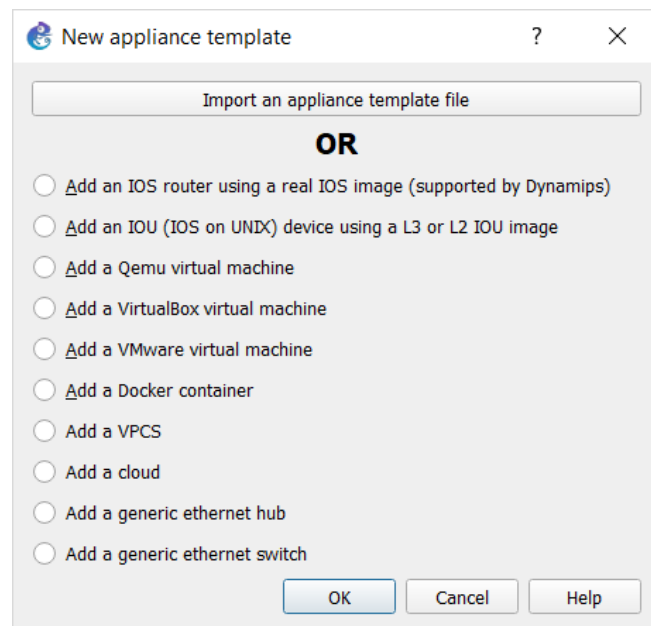 New appliance template
Import an appliance template file
OR
Add an IOS router using a real IOS image (supported by Dynamips)
Add an IOU (IOS on UNIX) device using a L3 or L2 IOU image
Add a Qemu virtual machine
Add a VirtualBox virtual machine
Add a VMware virtual machine
Add a Docker container
Add a VPCS
Add a cloud
Add a generic ethernet hub
Add a generic ethernet switch
OK Cancel Help